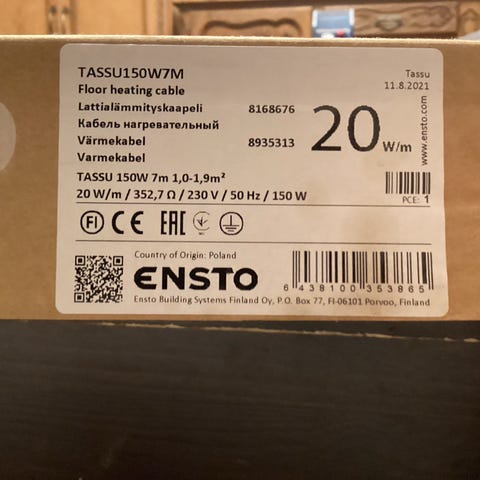 TASSU150W7M
Floor heating cable
Lattialämmityskaapeli 8168676
Кабель нагревательный
Värmekabel 8935313
Varmekabel
20 W/m
Tassu
11.8.2021
www.ensto.com
TASSU 150W 7m 1,0-1,9m²
20 W/m / 352,7 Ω / 230 V / 50 Hz / 150 W
PCE: 1
FI CE EAC
Country of Origin: Poland
ENSTO
6 438100 353865
Ensto Building Systems Finland Oy, P.O. Box 77, FI-06101 Porvoo, Finland